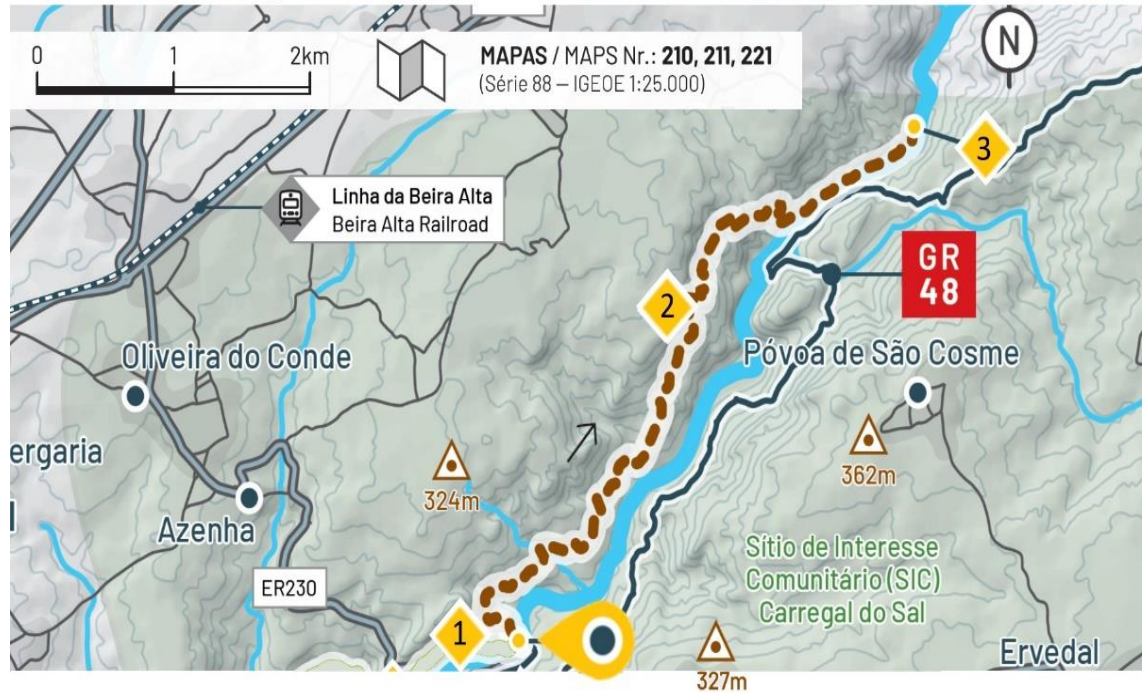 0 1 2km
MAPAS / MAPS Nr.: 210, 211, 221
(Série 88 – IGEOE 1:25.000)
N
3
Linha da Beira Alta
Beira Alta Railroad
GR
48
2
Oliveira do Conde
Póvoa de São Cosme
ergaria
324m
362m
Azenha
Sítio de Interesse
Comunitário (SIC)
Carregal do Sal
ER230
1
Ervedal
327m